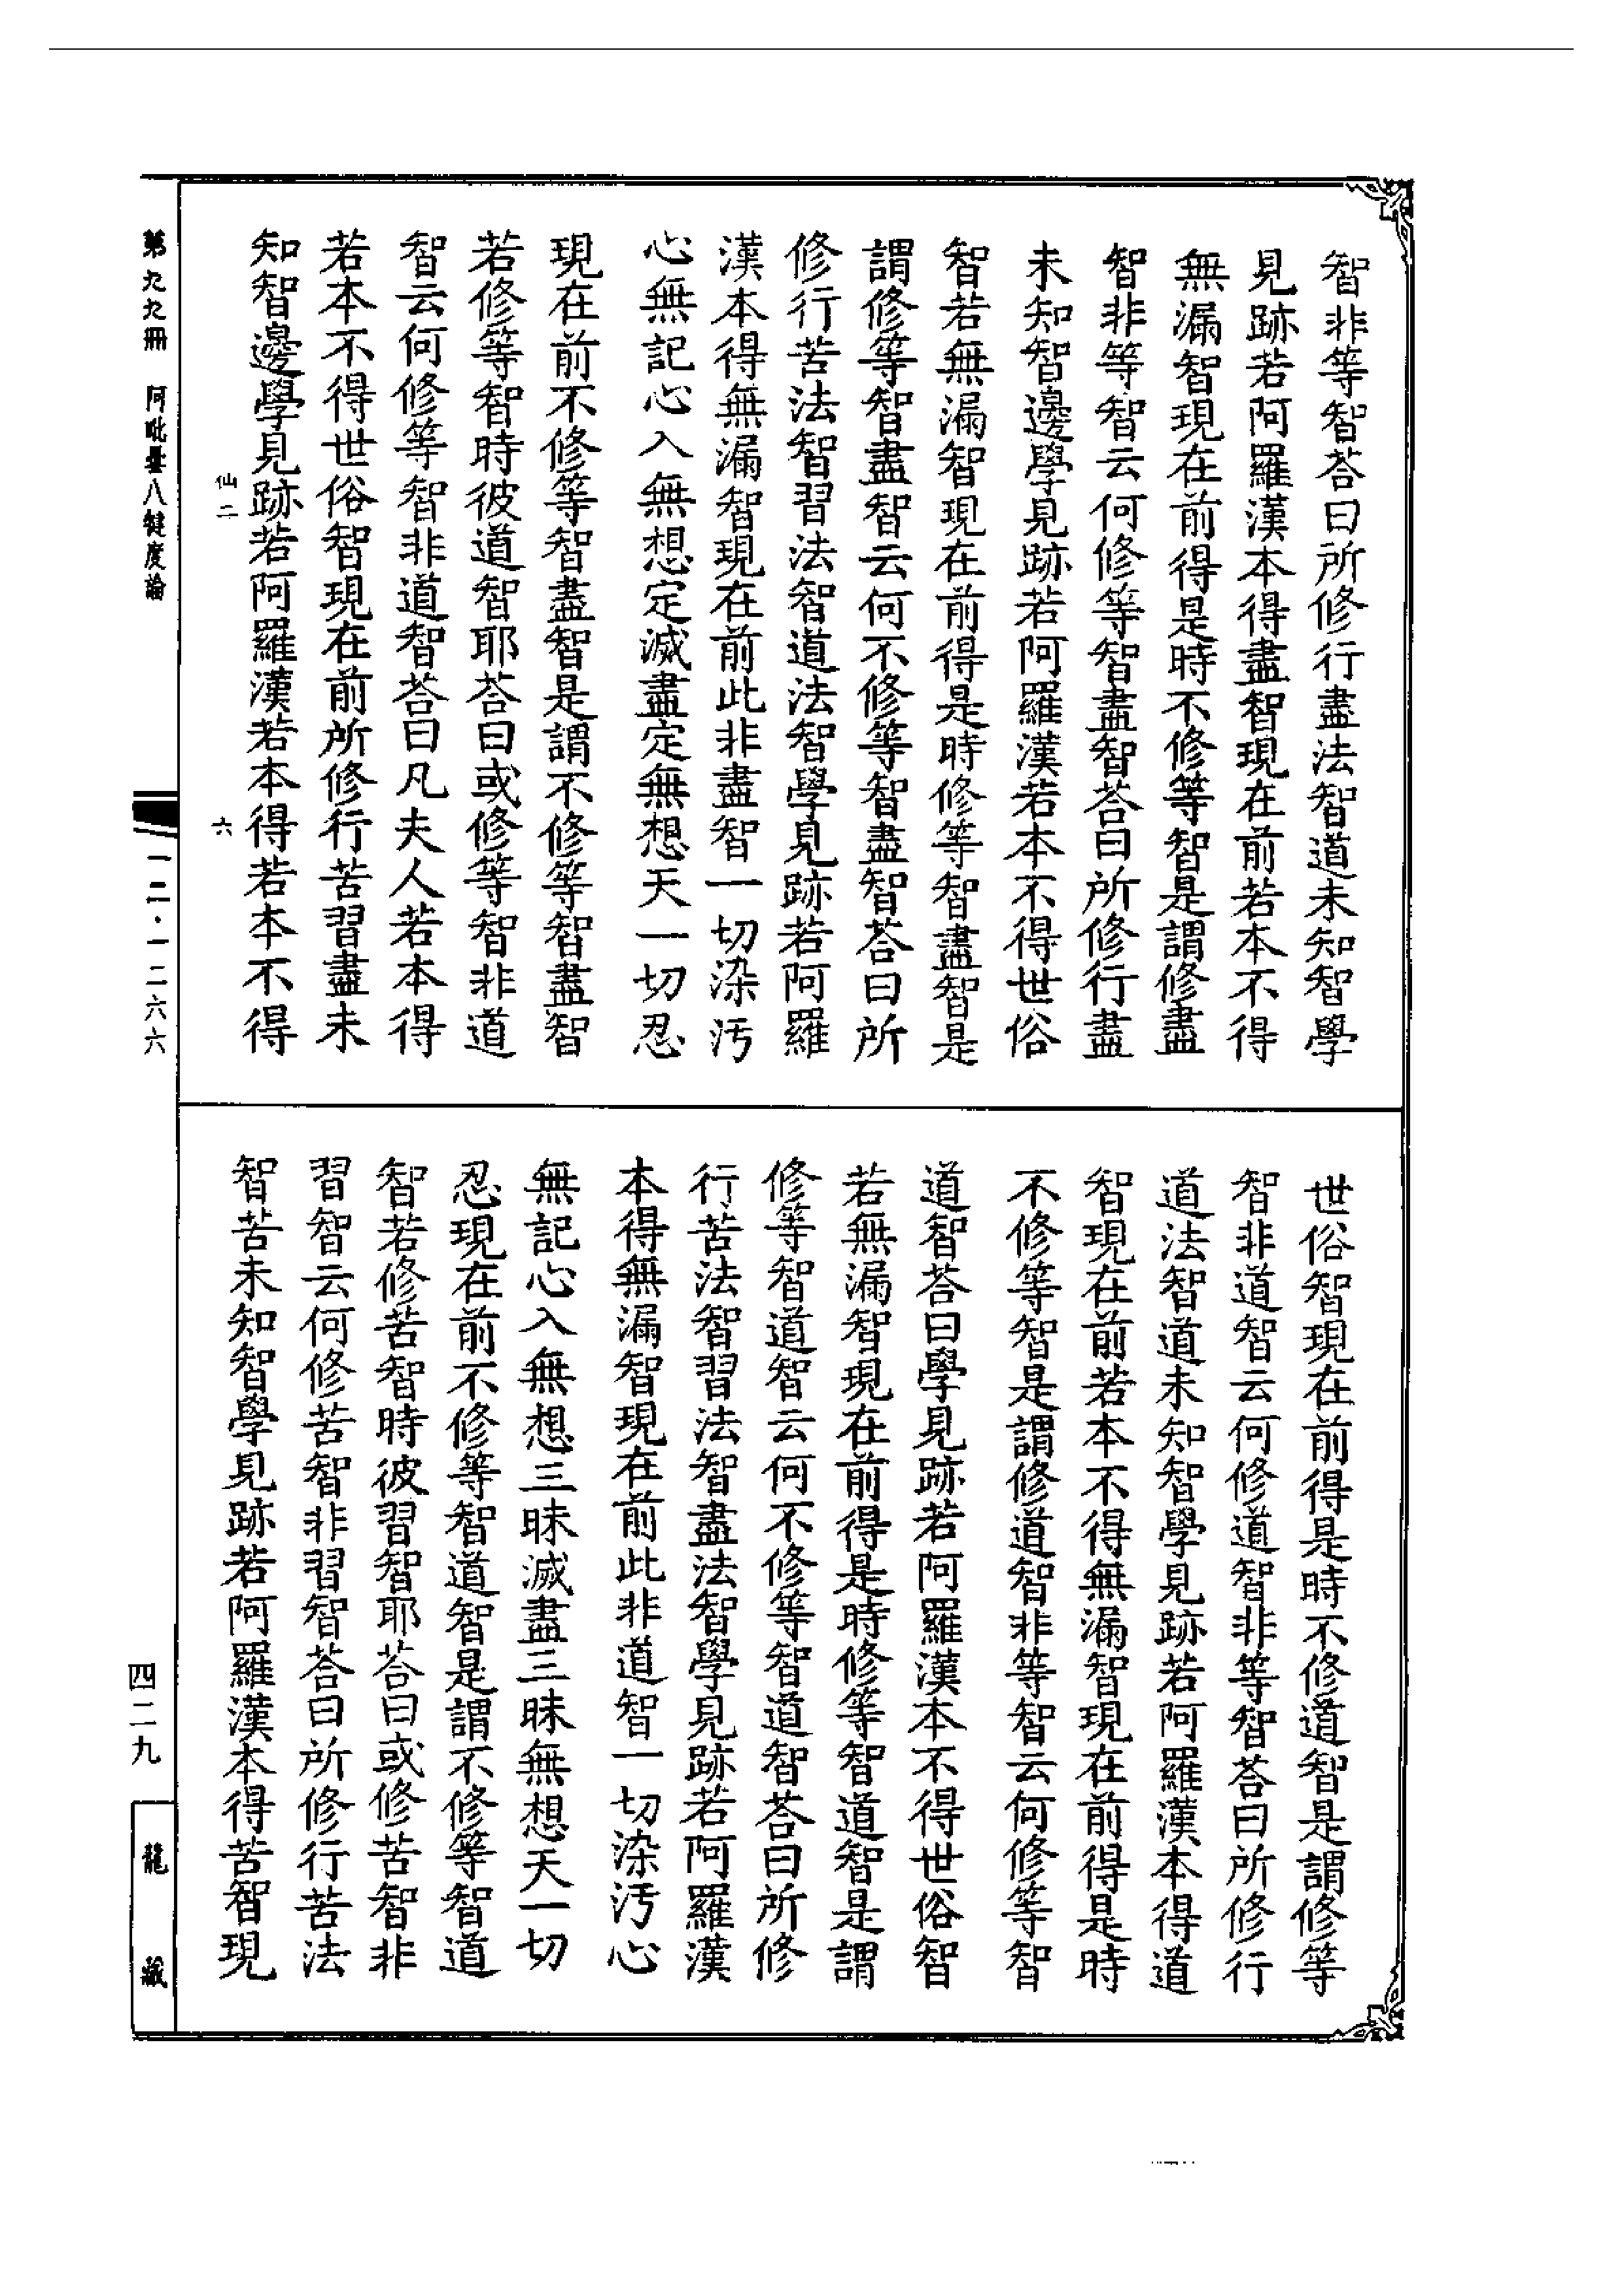 智非等智荅曰所修行盡法智道未知智學
見跡若阿羅漢本得盡智現在前若本不得
無漏智現在前得是時不修等智是謂修盡
智非等智云何修等智盡智荅曰所修行盡
未知智邊學見跡若阿羅漢若本不得世俗
智若無漏智現在前得是時修等智盡智是
謂修等智盡智云何不修等智盡智荅曰所
修行苦法智習法智道法智學見跡若阿羅
漢本得無漏智現在前此非盡智一切染汚
心無記心入無想定滅盡定無想天一切忍
現在前不修等智盡智是謂不修等智盡智
若修等智時彼道智耶荅曰或修等智非道
智云何修等智非道智荅曰凡夫人若本得
若本不得世俗智現在前所修行苦習盡未
知智邊學見跡若阿羅漢若本得若本不得
仙二
六
世俗智現在前得是時不修道智是謂修等
智非道智云何修道智非等智荅曰所修行
道法智道未知智學見跡若阿羅漢本得道
智現在前若本不得無漏智現在前得是時
不修等智是謂修道智非等智云何修等智
道智荅曰學見跡若阿羅漢本不得世俗智
若無漏智現在前得是時修等智道智是謂
修等智道智云何不修等智道智荅曰所修
行苦法智習法智盡法智學見跡若阿羅漢
本得無漏智現在前此非道智一切染汚心
無記心入無想三昧滅盡三昧無想天一切
忍現在前不修等智道智是謂不修等智道
智若修苦智時彼習智耶荅曰或修苦智非
習智云何修苦智非習智荅曰所修行苦法
智苦未知智學見跡若阿羅漢本得苦智現
第九九冊 阿毗曇八犍度論
一二·一二六六
四二九
龍藏